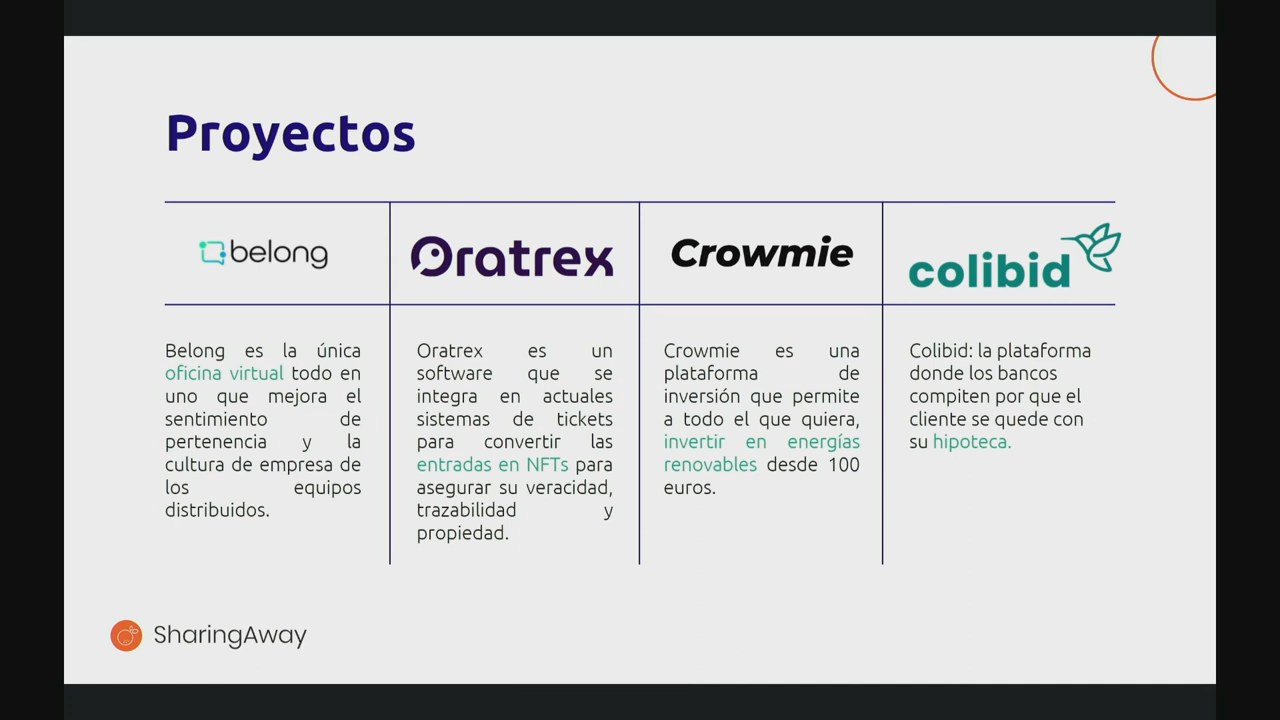 Proyectos
belong
Oratrex
Crowmie
colibid
Belong es la única
oficina virtual todo en
uno que mejora el
sentimiento de
pertenencia y la
cultura de empresa de
los equipos
distribuidos.
Oratrex es un
software que se
integra en actuales
sistemas de tickets
para convertir las
entradas en NFTs para
asegurar su veracidad,
trazabilidad y
propiedad.
Crowmie es una
plataforma de
inversión que permite
a todo el que quiera,
invertir en energías
renovables desde 100
euros.
Colibid: la plataforma
donde los bancos
compiten por que el
cliente se quede con
su hipoteca.
SharingAway